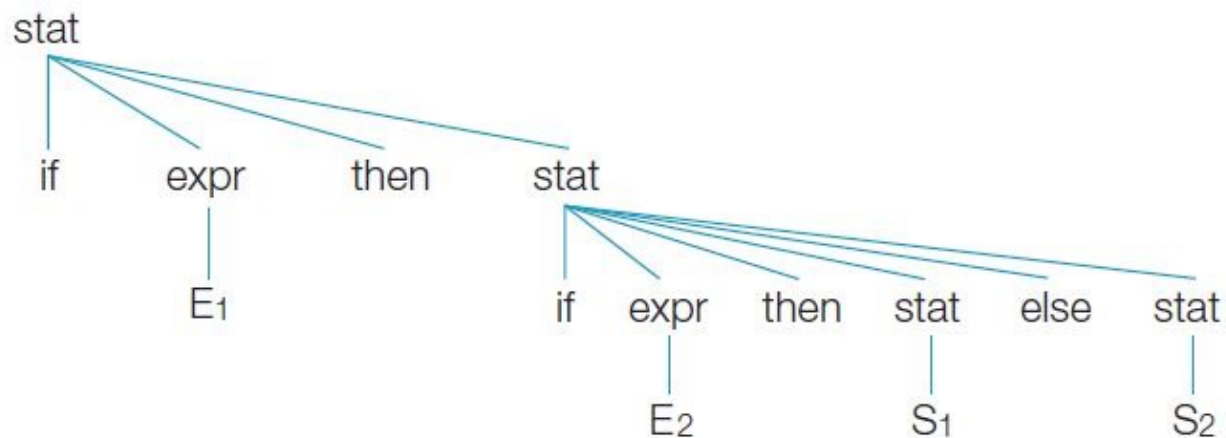 stat
if expr then stat
E1 if expr then stat else stat
E2 S1 S2